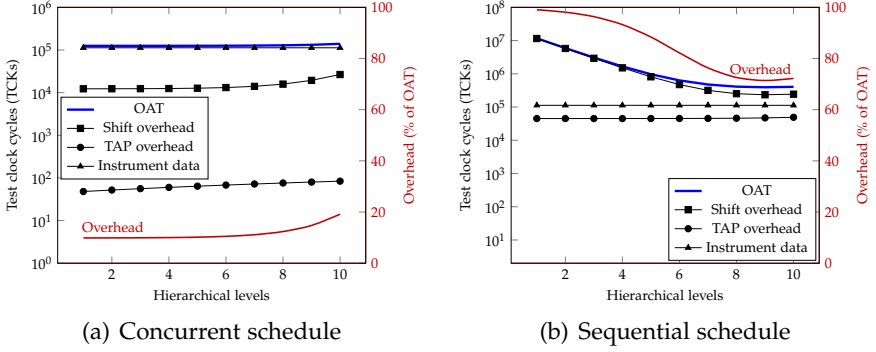 10^6
10^5
10^4
10^3
10^2
10^1
10^0
Test clock cycles (TCKs)
OAT
Shift overhead
TAP overhead
Instrument data
Overhead
2
4
6
8
10
Hierarchical levels
100
80
60
40
20
0
Overhead (% of OAT)
(a) Concurrent schedule
10^8
10^7
10^6
10^5
10^4
10^3
10^2
10^1
Test clock cycles (TCKs)
Overhead
OAT
Shift overhead
TAP overhead
Instrument data
2
4
6
8
10
Hierarchical levels
100
80
60
40
20
0
Overhead (% of OAT)
(b) Sequential schedule